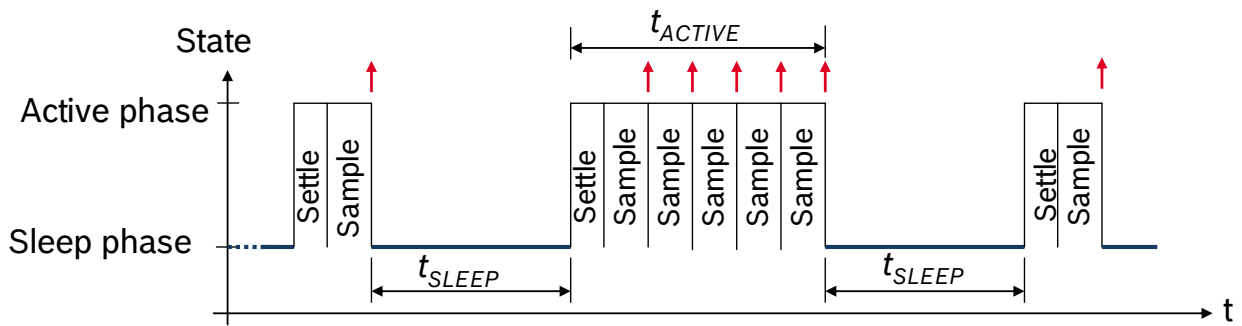 t_ACTIVE
State
Active phase
Settle
Sample
Settle
Sample
Sample
Sample
Sample
Sample
Settle
Sample
Sleep phase
t_SLEEP
t_SLEEP
t